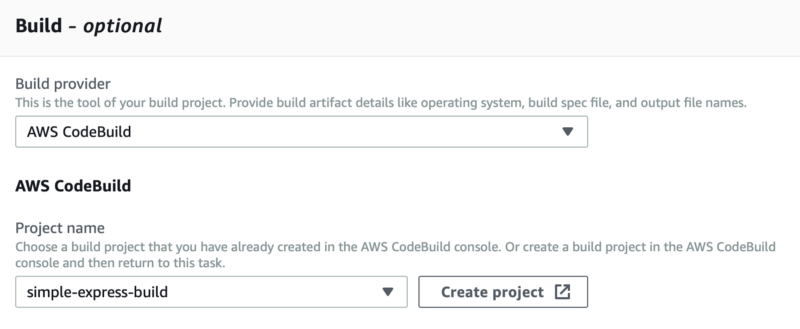 Build - optional
Build provider
This is the tool of your build project. Provide build artifact details like operating system, build spec file, and output file names.
AWS CodeBuild
AWS CodeBuild
Project name
Choose a build project that you have already created in the AWS CodeBuild console. Or create a build project in the AWS CodeBuild
console and then return to this task.
simple-express-build
Create project